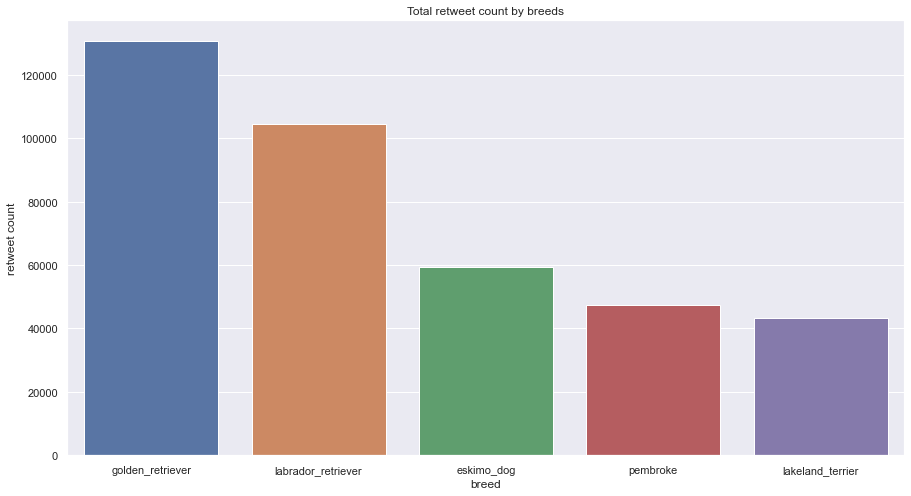 Total retweet count by breeds
120000
100000
80000
60000
40000
20000
0
retweet count
golden_retriever labrador_retriever eskimo_dog pembroke lakeland_terrier
breed